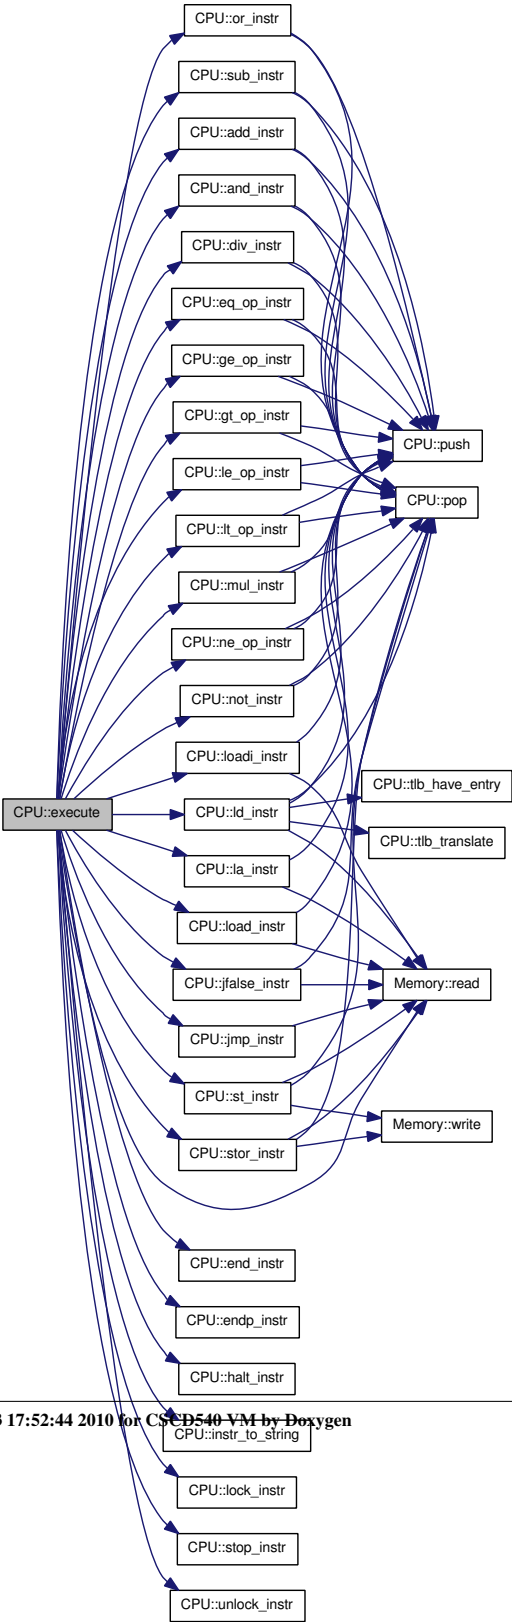 CPU::or_instr
CPU::sub_instr
CPU::add_instr
CPU::and_instr
CPU::div_instr
CPU::eq_op_instr
CPU::ge_op_instr
CPU::gt_op_instr
CPU::push
CPU::le_op_instr
CPU::pop
CPU::lt_op_instr
CPU::mul_instr
CPU::ne_op_instr
CPU::not_instr
CPU::loadi_instr
CPU::tlb_have_entry
CPU::execute
CPU::ld_instr
CPU::tlb_translate
CPU::la_instr
CPU::load_instr
CPU::jfalse_instr
Memory::read
CPU::jmp_instr
CPU::st_instr
Memory::write
CPU::stor_instr
CPU::end_instr
CPU::endp_instr
CPU::halt_instr
17:52:44 2010 for CSCD540 VM by Doxygen
CPU::instr_to_string
CPU::lock_instr
CPU::stop_instr
CPU::unlock_instr